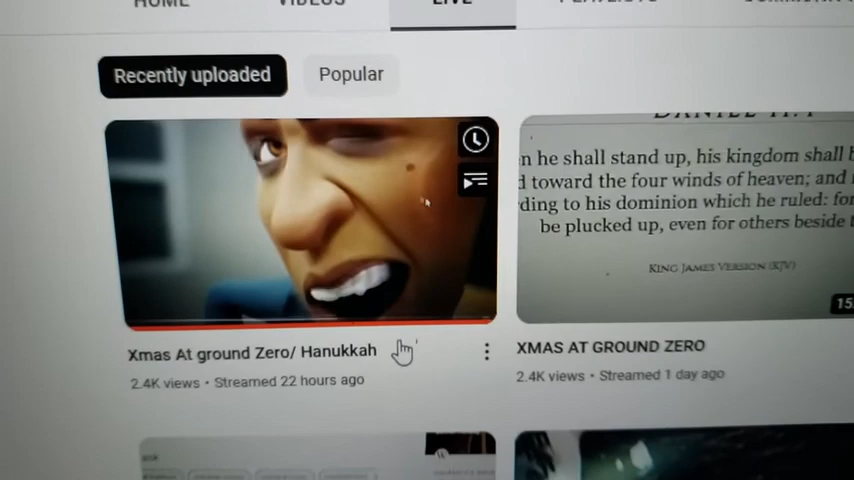 HOME
VIDEOS
LIVE
PLAYLISTS
Recently uploaded
Popular
n he shall stand up, his kingdom shall
toward the four winds of heaven; and
ding to his dominion which he ruled: for
be plucked up, even for others beside
KING JAMES VERSION (KJV)
15
Xmas At ground Zero/ Hanukkah
2.4K views • Streamed 22 hours ago
XMAS AT GROUND ZERO
2.4K views • Streamed 1 day ago